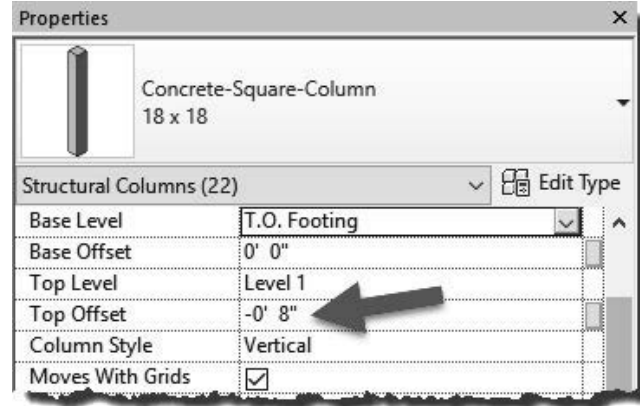 Properties
Concrete-Square-Column
18 x 18
Structural Columns (22)
Edit Type
Base Level T.O. Footing
Base Offset 0' 0"
Top Level Level 1
Top Offset -0' 8"
Column Style Vertical
Moves With Grids